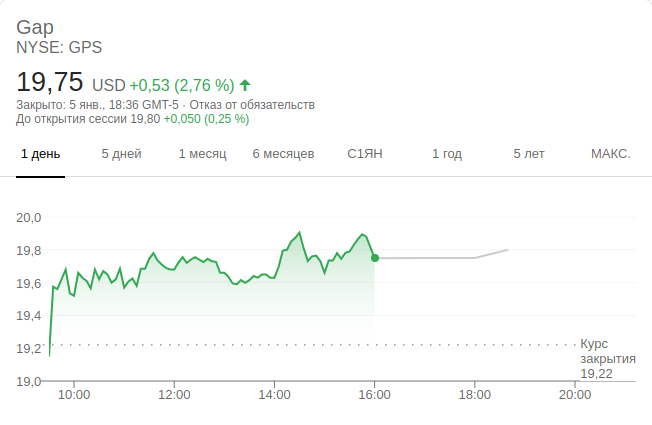 Gap
NYSE: GPS
19,75 USD +0,53 (2,76 %)
Закрыто: 5 янв., 18:36 GMT-5 · Отказ от обязательств
До открытия сессии 19,80 +0,050 (0,25 %)
1 день 5 дней 1 месяц 6 месяцев С1ЯН 1 год 5 лет МАКС.
20,0
19,8
19,6
19,4
19,2
19,0
Курс
закрытия
19,22
10:00 12:00 14:00 16:00 18:00 20:00